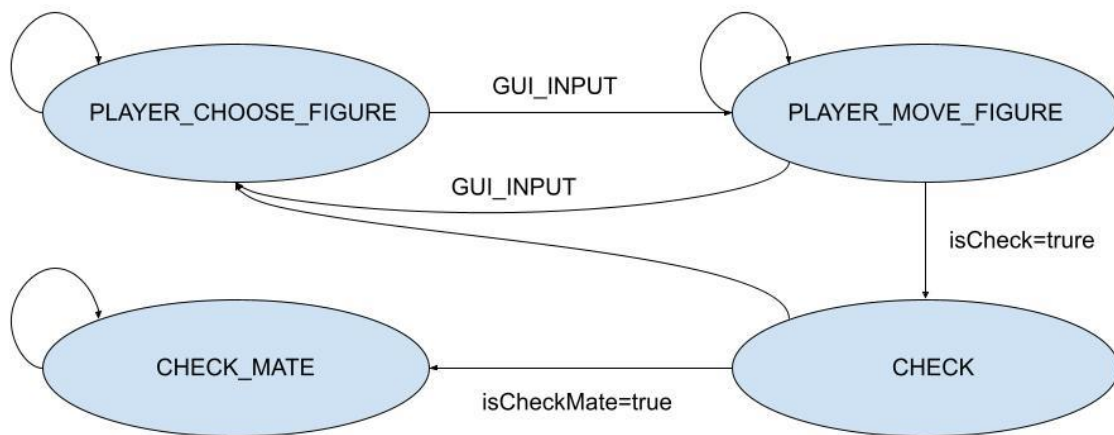 GUI_INPUT
PLAYER_CHOOSE_FIGURE
PLAYER_MOVE_FIGURE
GUI_INPUT
isCheck=trure
CHECK_MATE
CHECK
isCheckMate=true